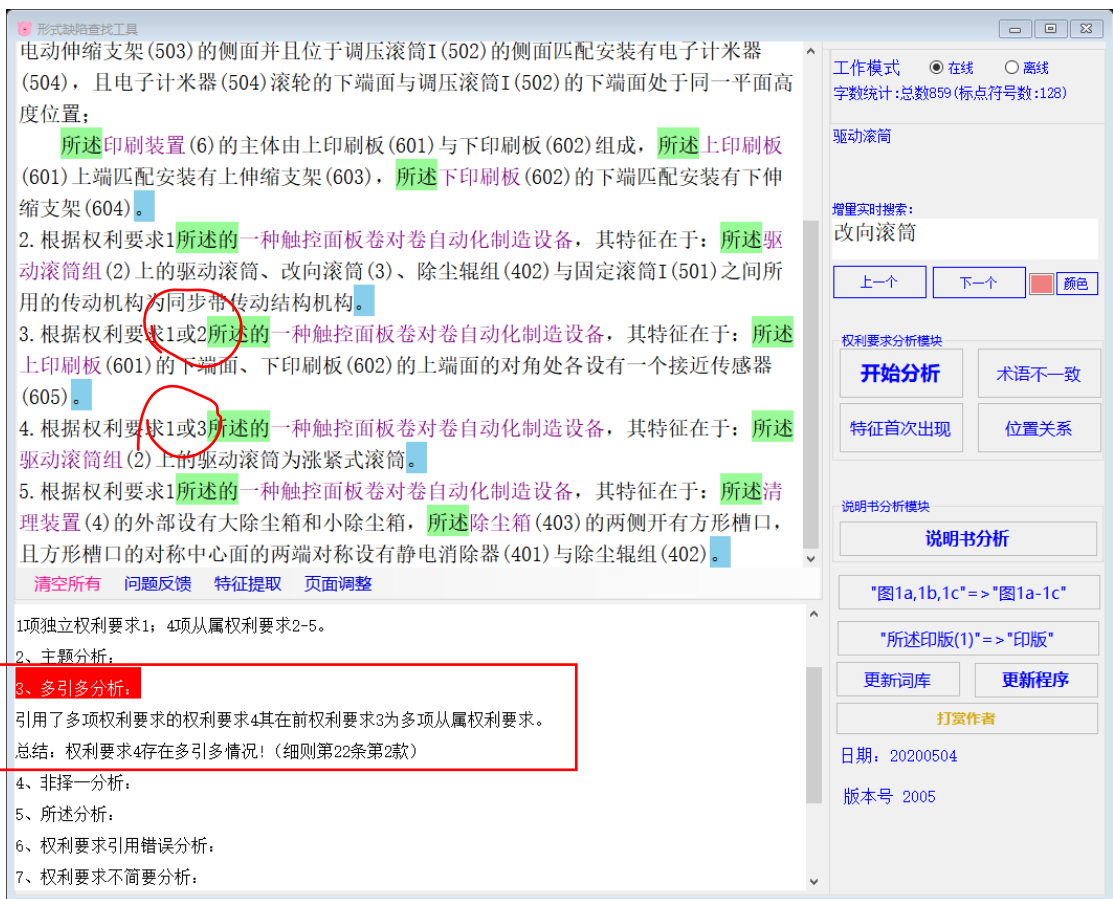 形式缺陷查找工具
电动伸缩支架(503)的侧面并且位于调压滚筒I(502)的侧面匹配安装有电子计米器
(504)，且电子计米器(504)滚轮的下端面与调压滚筒I(502)的下端面处于同一平面高
度位置；
所述印刷装置(6)的主体由上印刷板(601)与下印刷板(602)组成，所述上印刷板
(601)上端匹配安装有上伸缩支架(603)，所述下印刷板(602)的下端匹配安装有下伸
缩支架(604)。
2.根据权利要求1所述的一种触控面板卷对卷自动化制造设备，其特征在于：所述驱
动滚筒组(2)上的驱动滚筒、改向滚筒(3)、除尘辊组(402)与固定滚筒I(501)之间所
用的传动机构为同步带传动结构机构。
3.根据权利要求1或2所述的一种触控面板卷对卷自动化制造设备，其特征在于：所述
上印刷板(601)的下端面、下印刷板(602)的上端面的对角处各设有一个接近传感器
(605)。
4.根据权利要求1或3所述的一种触控面板卷对卷自动化制造设备，其特征在于：所述
驱动滚筒组(2)上的驱动滚筒为涨紧式滚筒。
5.根据权利要求1所述的一种触控面板卷对卷自动化制造设备，其特征在于：所述清
理装置(4)的外部设有大除尘箱和小除尘箱，所述除尘箱(403)的两侧开有方形槽口，
且方形槽口的对称中心面的两端对称设有静电消除器(401)与除尘辊组(402)。
清空所有 问题反馈 特征提取 页面调整
1项独立权利要求1；4项从属权利要求2-5。
2、主题分析：
3、多引多分析：
引用了多项权利要求的权利要求4其在前权利要求3为多项从属权利要求。
总结：权利要求4存在多引多情况!（细则第22条第2款）
4、非择一分析：
5、所述分析：
6、权利要求引用错误分析：
7、权利要求不简要分析：
工作模式 在线 离线
字数统计:总数859(标点符号数:128)
驱动滚筒
增量实时搜索：
改向滚筒
上一个 下一个 颜色
权利要求分析模块
开始分析 术语不一致
特征首次出现 位置关系
说明书分析模块
说明书分析
"图1a,1b,1c"=>"图1a-1c"
"所述印版(1)"=>"印版"
更新词库 更新程序
打赏作者
日期：20200504
版本号 2005